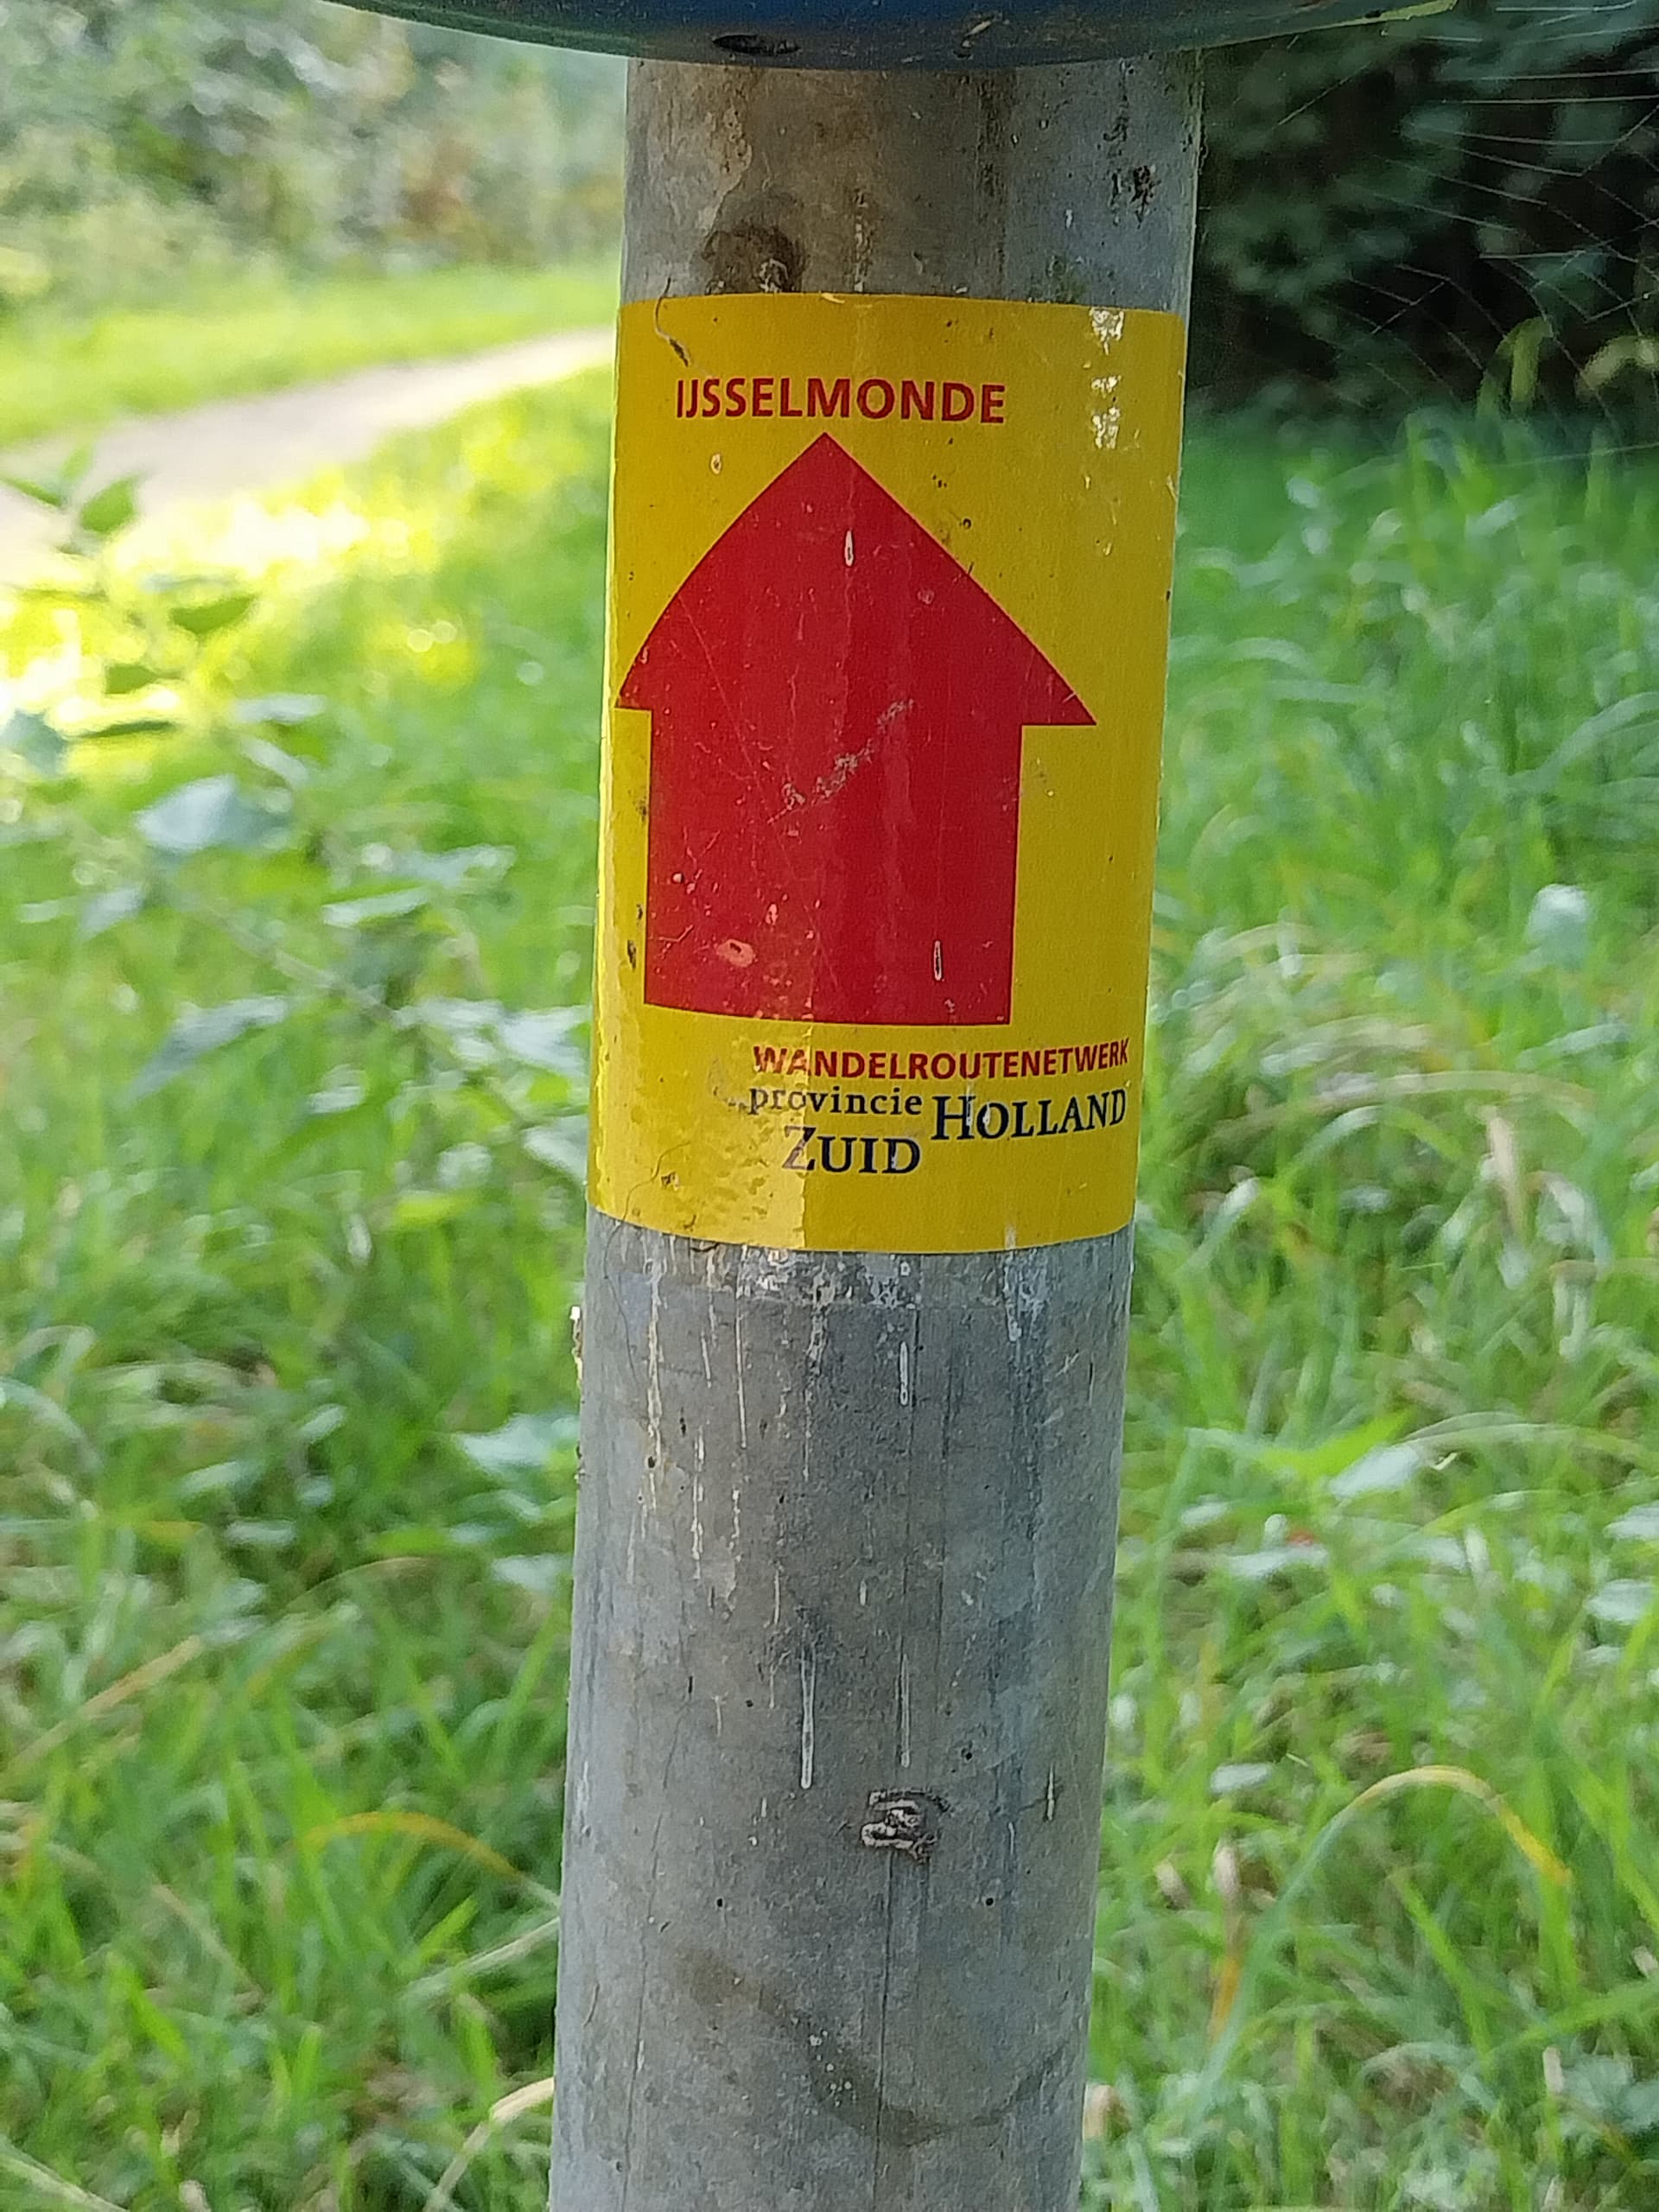 IJSSELMONDE
WANDELROUTENETWERK
provincie HOLLAND
ZUID